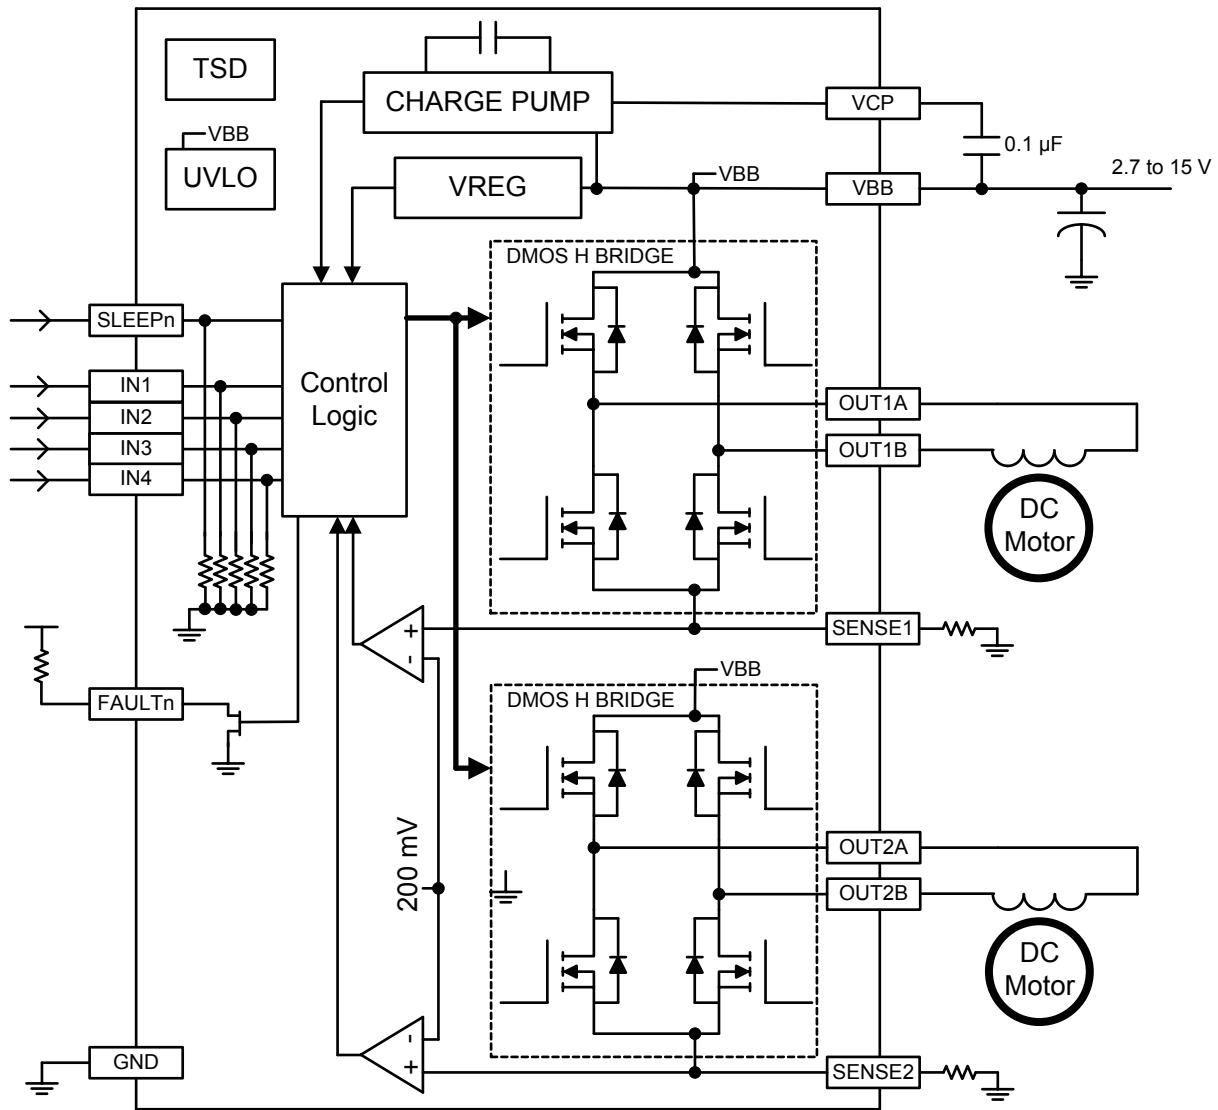 TSD
CHARGE PUMP
VCP
VBB
0.1 µF
UVLO
VREG
VBB
VBB
2.7 to 15 V
DMOS H BRIDGE
SLEEPn
IN1
IN2
IN3
IN4
Control
Logic
OUT1A
OUT1B
DC
Motor
+
-
SENSE1
FAULTn
VBB
DMOS H BRIDGE
200 mV
OUT2A
OUT2B
DC
Motor
-
+
GND
SENSE2